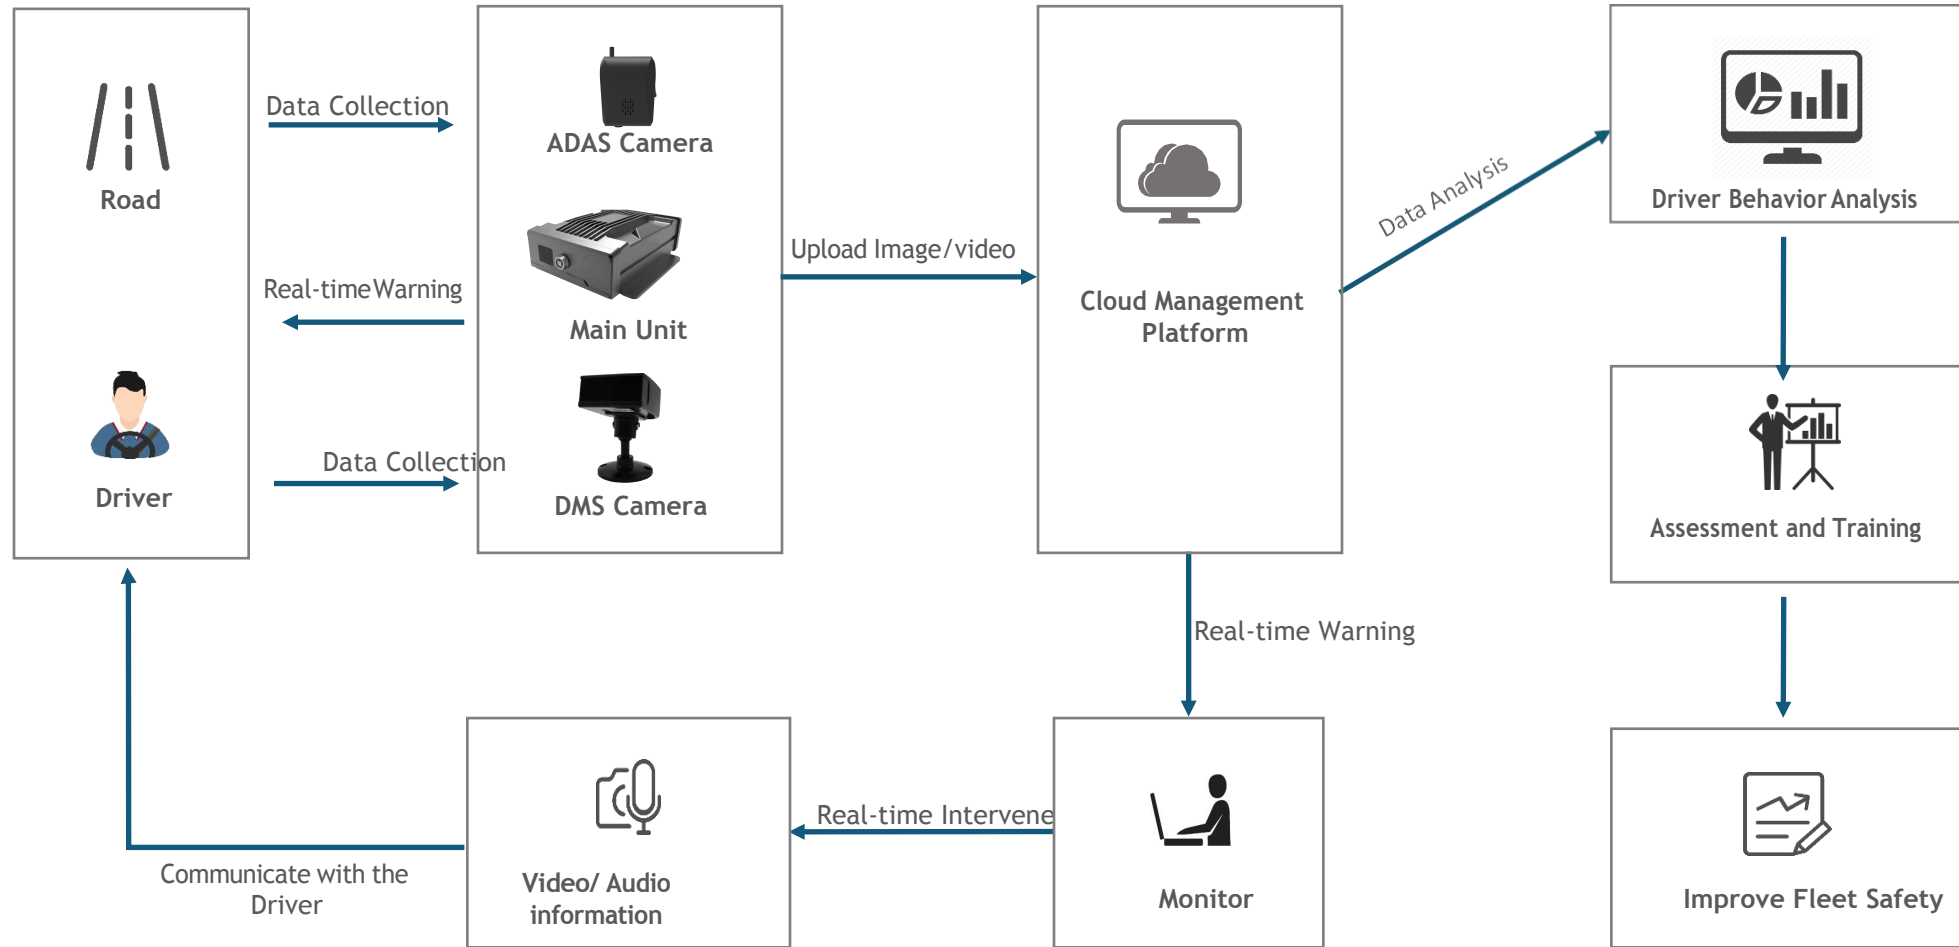 Road
Driver
Data Collection
Real-time Warning
Data Collection
ADAS Camera
Main Unit
DMS Camera
Upload Image/video
Cloud Management
Platform
Data Analysis
Driver Behavior Analysis
Assessment and Training
Improve Fleet Safety
Real-time Warning
Monitor
Real-time Intervene
Video/ Audio
information
Communicate with the
Driver